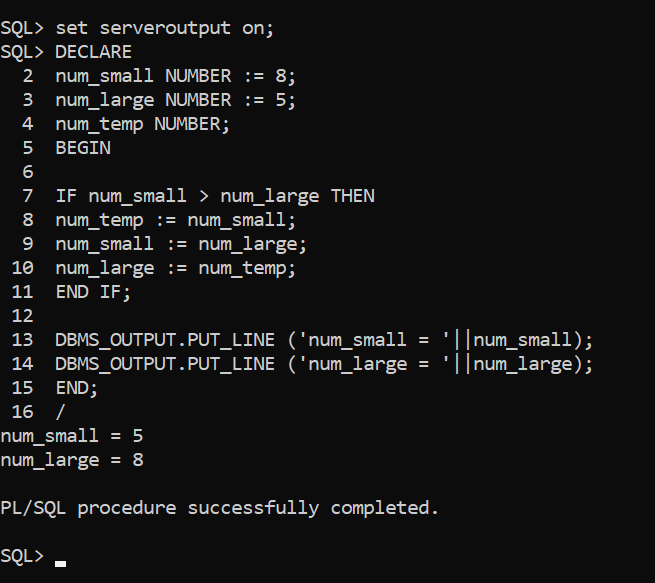 SQL> set serveroutput on;
SQL> DECLARE
  2  num_small NUMBER := 8;
  3  num_large NUMBER := 5;
  4  num_temp NUMBER;
  5  BEGIN
  6
  7  IF num_small > num_large THEN
  8  num_temp := num_small;
  9  num_small := num_large;
 10  num_large := num_temp;
 11  END IF;
 12
 13  DBMS_OUTPUT.PUT_LINE ('num_small = '||num_small);
 14  DBMS_OUTPUT.PUT_LINE ('num_large = '||num_large);
 15  END;
 16  /
num_small = 5
num_large = 8
PL/SQL procedure successfully completed.
SQL>